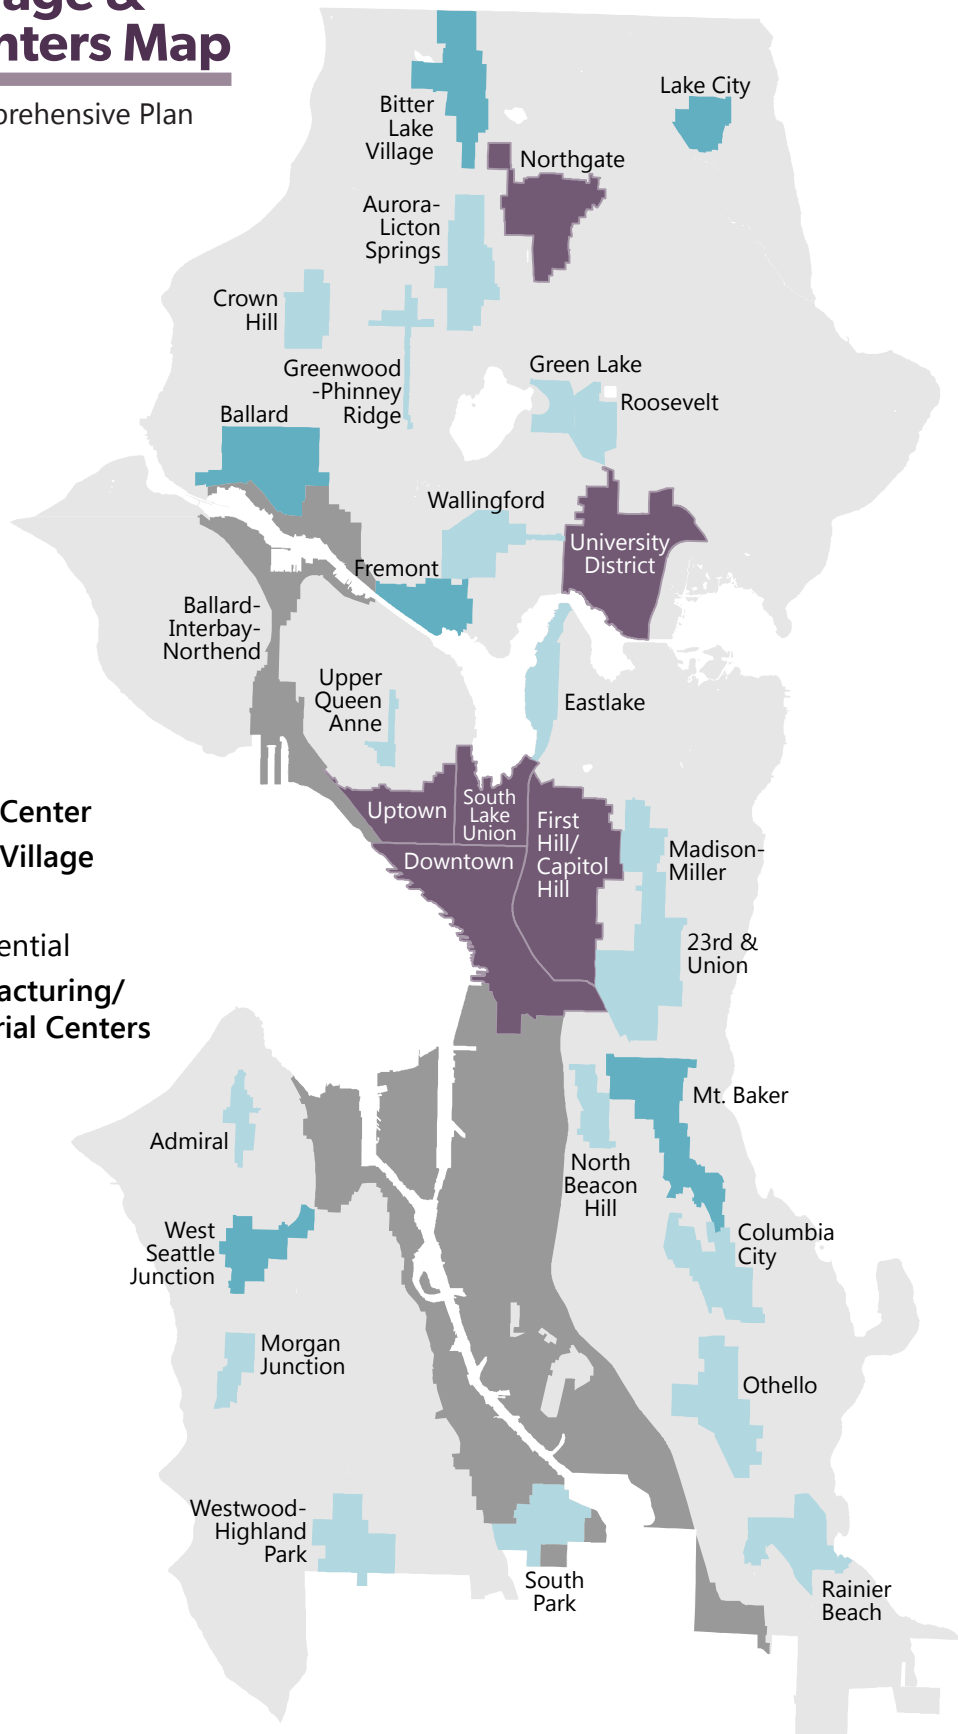 age &
nters Map
prehensive Plan
Bitter
Lake
Village
Lake City
Northgate
Aurora-
Licton
Springs
Crown
Hill
Greenwood
-Phinney
Ridge
Green Lake
Roosevelt
Ballard
Wallingford
University
District
Fremont
Ballard-
Interbay-
Northend
Upper
Queen
Anne
Eastlake
Center
Village
ential
acturing/
rial Centers
Uptown
South
Lake
Union
First
Hill/
Capitol
Hill
Downtown
Madison-
Miller
23rd &
Union
Mt. Baker
Admiral
North
Beacon
Hill
West
Seattle
Junction
Columbia
City
Morgan
Junction
Othello
Westwood-
Highland
Park
South
Park
Rainier
Beach